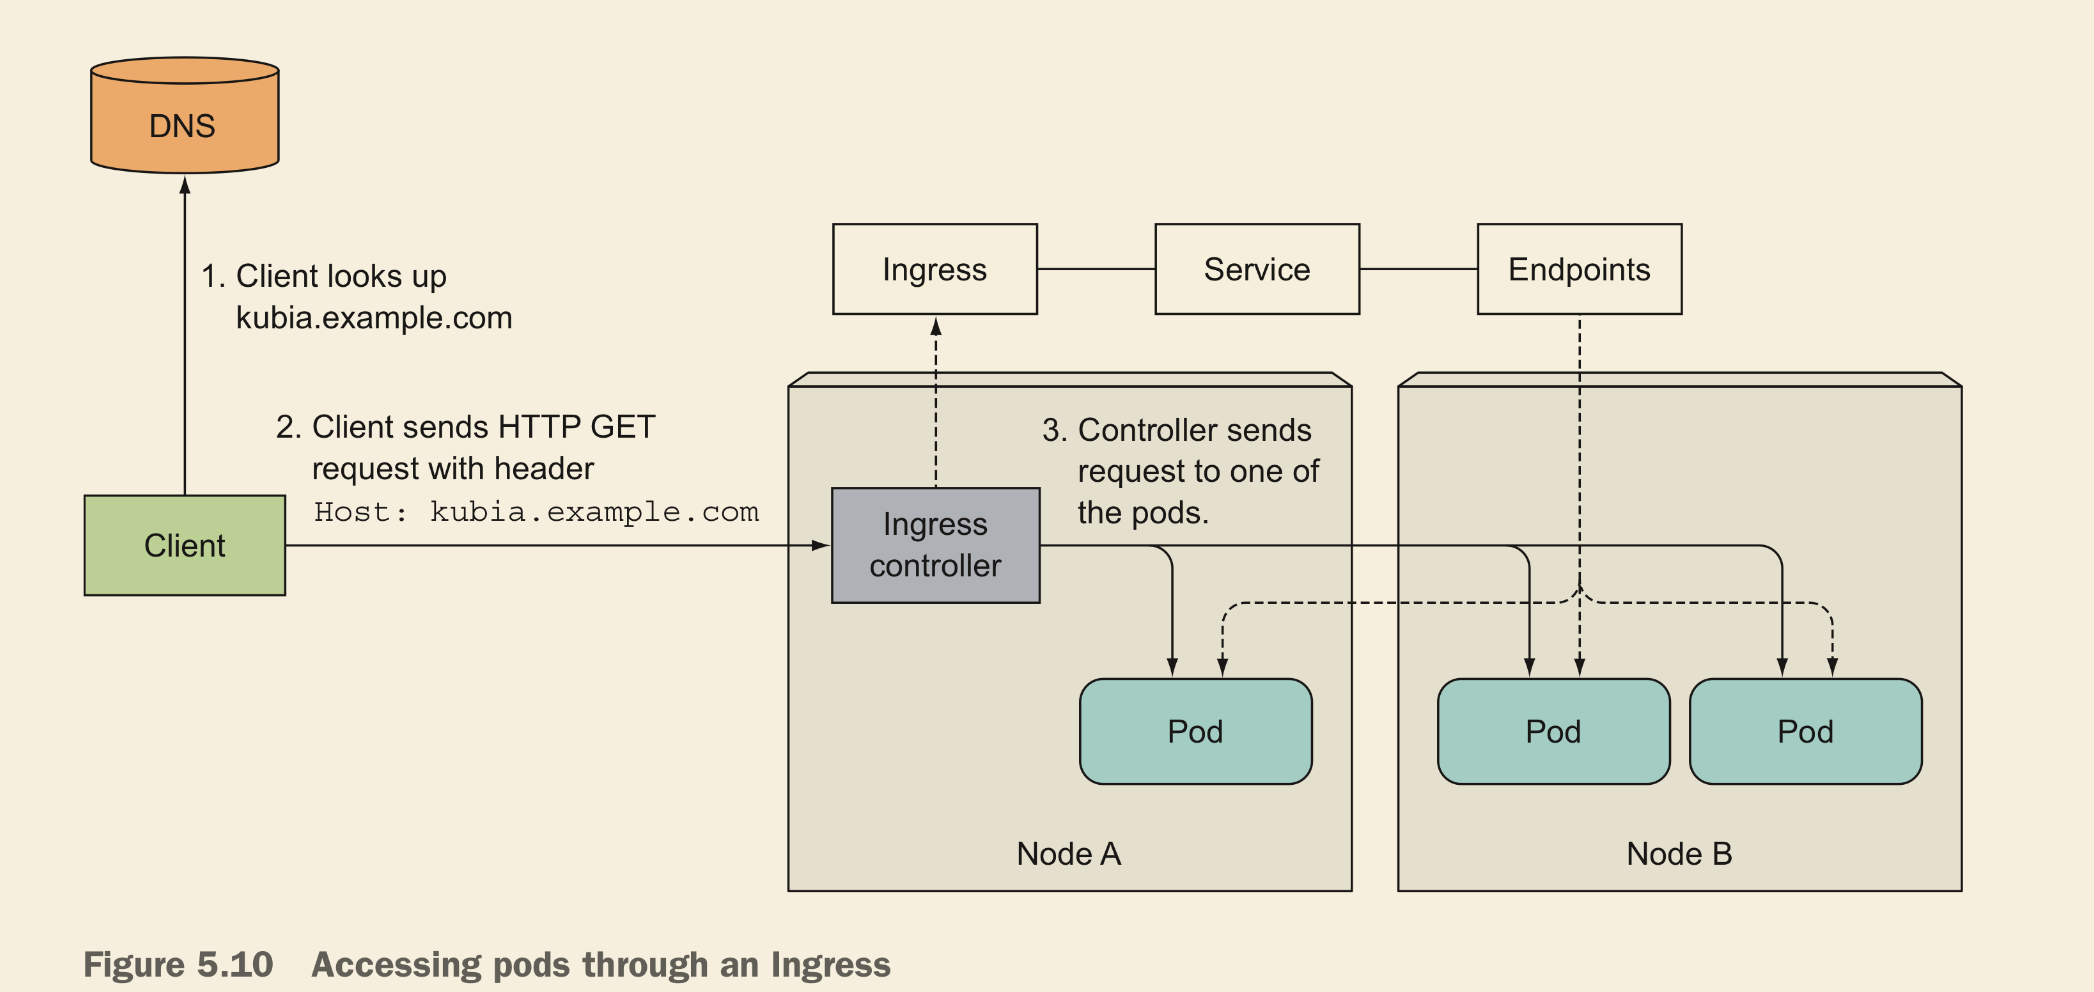 DNS
1. Client looks up
kubia.example.com
2. Client sends HTTP GET
request with header
Host: kubia.example.com
Client
Ingress
Service
Endpoints
3. Controller sends
request to one of
the pods.
Ingress
controller
Pod
Pod
Pod
Node A
Node B
Figure 5.10 Accessing pods through an Ingress